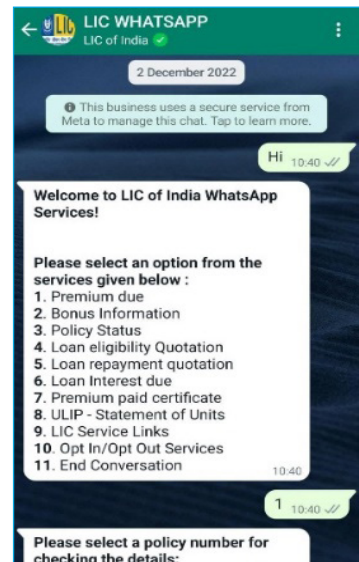 LIC WHATSAPP
LIC of India
2 December 2022
This business uses a secure service from
Meta to manage this chat. Tap to learn more.
Hi 10:40
Welcome to LIC of India WhatsApp
Services!
Please select an option from the
services given below :
1. Premium due
2. Bonus Information
3. Policy Status
4. Loan eligibility Quotation
5. Loan repayment quotation
6. Loan Interest due
7. Premium paid certificate
8. ULIP - Statement of Units
9. LIC Service Links
10. Opt In/Opt Out Services
11. End Conversation
10:40
1 10:40
Please select a policy number for
checking the details: